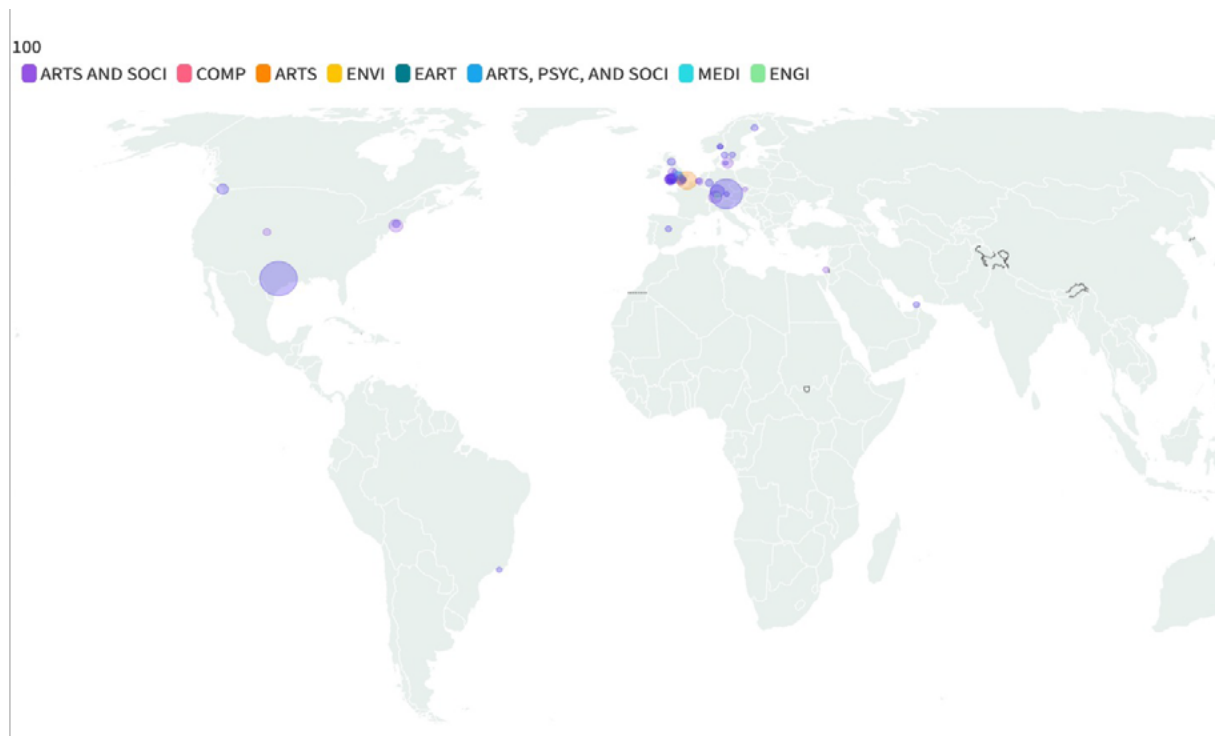 100
ARTS AND SOCI COMP ARTS ENVI EART ARTS, PSYC, AND SOCI MEDI ENGI